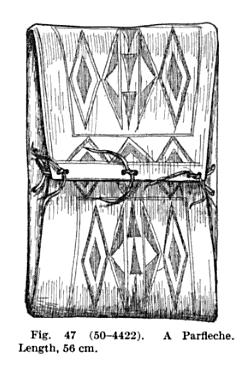 Fig. 47 (50–4422). A Parfleche.
Length, 56 cm.